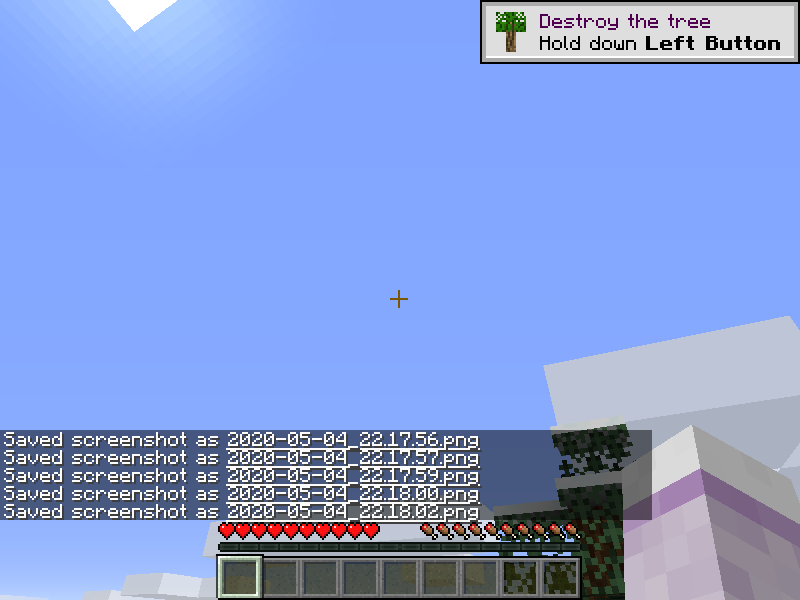 Destroy the tree
Hold down Left Button
Saved screenshot as 2020-05-04_22.17.56.png
Saved screenshot as 2020-05-04_22.17.57.png
Saved screenshot as 2020-05-04_22.17.59.png
Saved screenshot as 2020-05-04_22.18.00.png
Saved screenshot as 2020-05-04_22.18.02.png